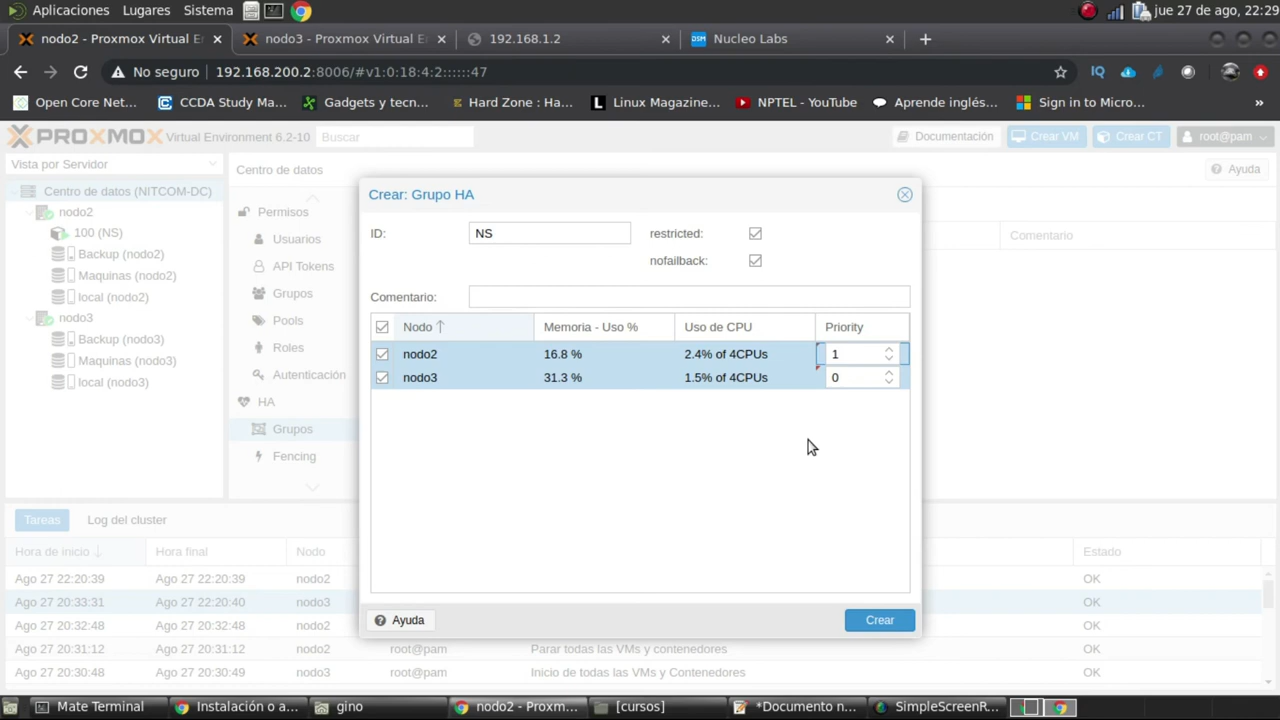 Aplicaciones Lugares Sistema jue 27 de ago, 22:29
nodo2 - Proxmox Virtual E nodo3 - Proxmox Virtual E 192.168.1.2 DSM Nucleo Labs
No seguro 192.168.200.2:8006/#v1:0:18:4:2::::::47 IQ
Open Core Net... CCDA Study Ma... Gadgets y tecn... Hard Zone : Ha... Linux Magazine... NPTEL - YouTube Aprende inglés... Sign in to Micro... »
PROXMOX Virtual Environment 6.2-10 Buscar Documentación Crear VM Crear CT root@pam
Vista por Servidor
Centro de datos
Ayuda
Centro de datos (NITCOM-DC)
nodo2
100 (NS)
Backup (nodo2)
Maquinas (nodo2)
local (nodo2)
nodo3
Backup (nodo3)
Maquinas (nodo3)
local (nodo3)
Permisos
Usuarios
API Tokens
Grupos
Pools
Roles
Autenticación
HA
Grupos
Fencing
Comentario
Crear: Grupo HA
ID: NS restricted:
nofailback:
Comentario:
Nodo Memoria - Uso % Uso de CPU Priority
nodo2 16.8 % 2.4% of 4CPUs 1
nodo3 31.3 % 1.5% of 4CPUs 0
Ayuda Crear
Tareas Log del cluster
Hora de inicio Hora final Nodo Estado
Ago 27 22:20:39 Ago 27 22:20:39 nodo2 OK
Ago 27 20:33:31 Ago 27 22:20:40 nodo3 OK
Ago 27 20:32:48 Ago 27 20:32:48 nodo2 OK
Ago 27 20:31:12 Ago 27 20:31:12 nodo2 root@pam Parar todas las VMs y contenedores OK
Ago 27 20:30:48 Ago 27 20:30:49 nodo3 root@pam Inicio de todas las VMs y Contenedores OK
Mate Terminal Instalación o a... gino nodo2 - Proxm... [cursos] *Documento n... SimpleScreenR...